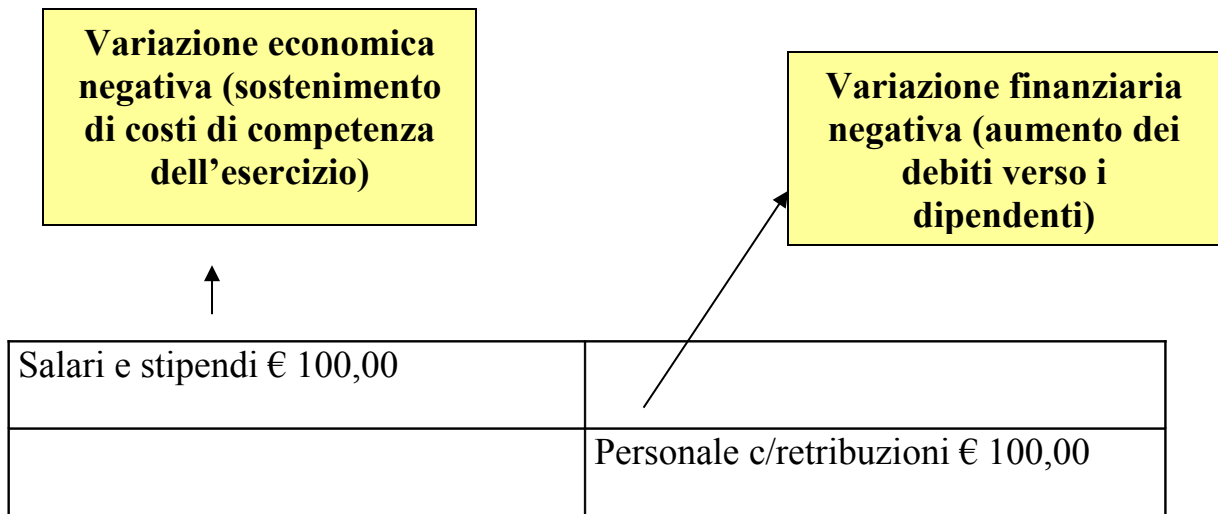 Variazione economica
negativa (sostenimento
di costi di competenza
dell’esercizio)
Variazione finanziaria
negativa (aumento dei
debiti verso i
dipendenti)
Salari e stipendi € 100,00
Personale c/retribuzioni € 100,00